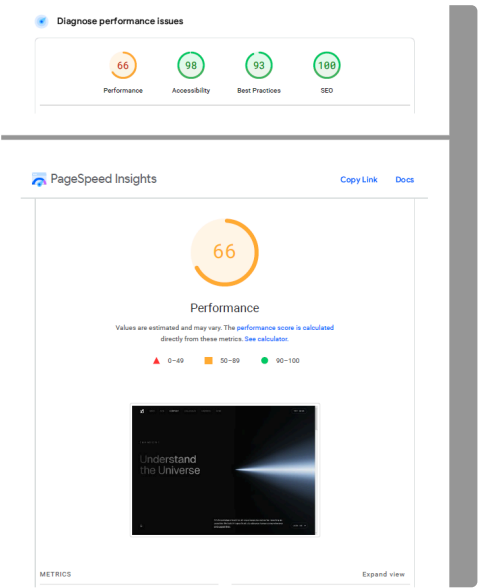 Diagnose performance issues
66
98
93
100
Performance
Accessibility
Best Practices
SEO
PageSpeed Insights
Copy Link
Docs
66
Performance
Values are estimated and may vary. The performance score is calculated
directly from these metrics. See calculator.
0–49
50–89
90–100
Understand
the Universe
METRICS
Expand view